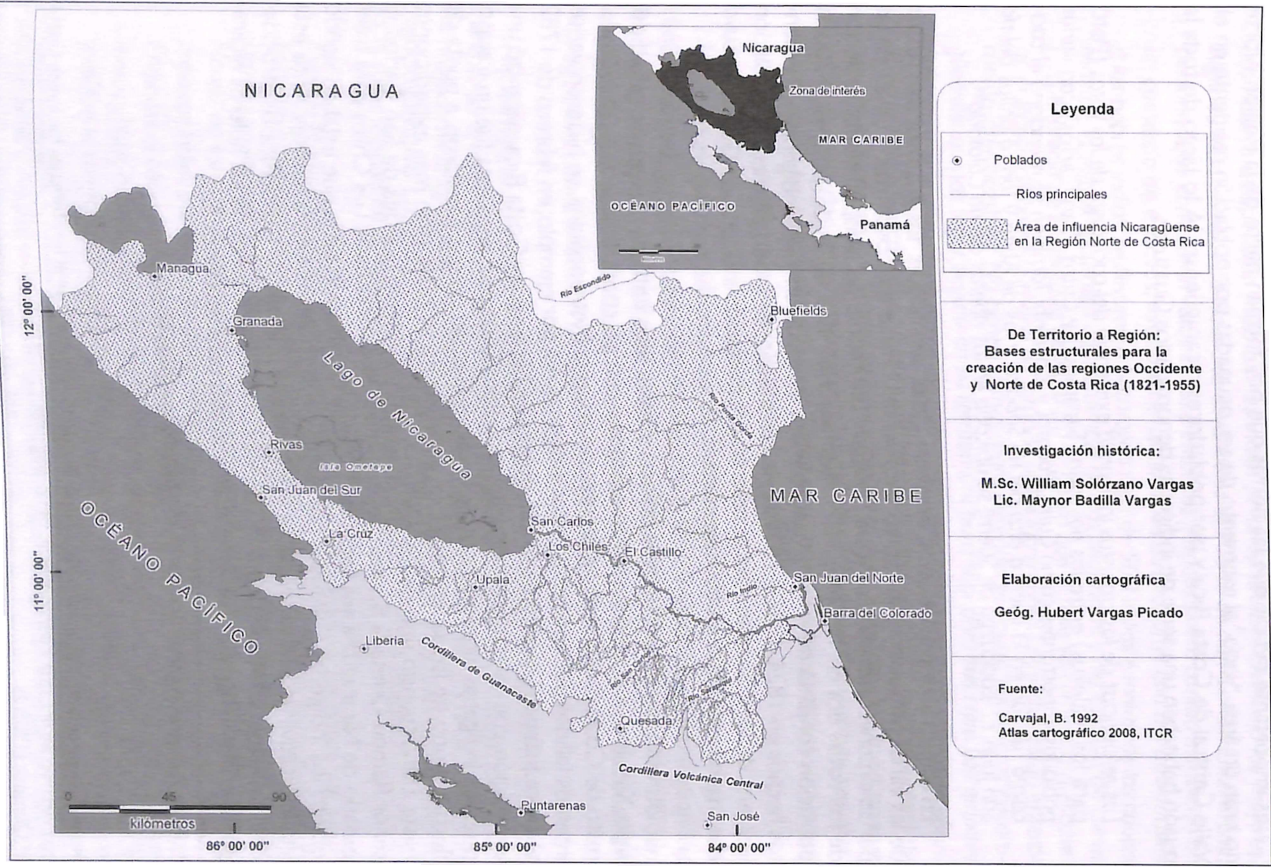 NICARAGUA
Nicaragua
Zona de interés
MAR CARIBE
OCÉANO PACÍFICO
Panamá
Managua
Granada
Río Escondido
Bluefields
Lago de Nicaragua
Río Punta Gorda
Rivas
Isla Ometepe
San Juan del Sur
MAR CARIBE
OCÉANO PACÍFICO
San Carlos
La Cruz
Los Chiles
El Castillo
Upala
San Juan del Norte
Río Indio
Barra del Colorado
Liberia
Cordillera de Guanacaste
Río San Carlos
Río Sarapiquí
Quesada
Cordillera Volcánica Central
Puntarenas
San José
0 45 90
kilómetros
12º 00' 00"
11º 00' 00"
86º 00' 00"
85º 00' 00"
84º 00' 00"
Leyenda
Poblados
Ríos principales
Área de influencia Nicaragüense
en la Región Norte de Costa Rica
De Territorio a Región:
Bases estructurales para la
creación de las regiones Occidente
y Norte de Costa Rica (1821-1955)
Investigación histórica:
M.Sc. William Solórzano Vargas
Lic. Maynor Badilla Vargas
Elaboración cartográfica
Geóg. Hubert Vargas Picado
Fuente:
Carvajal, B. 1992
Atlas cartográfico 2008, ITCR